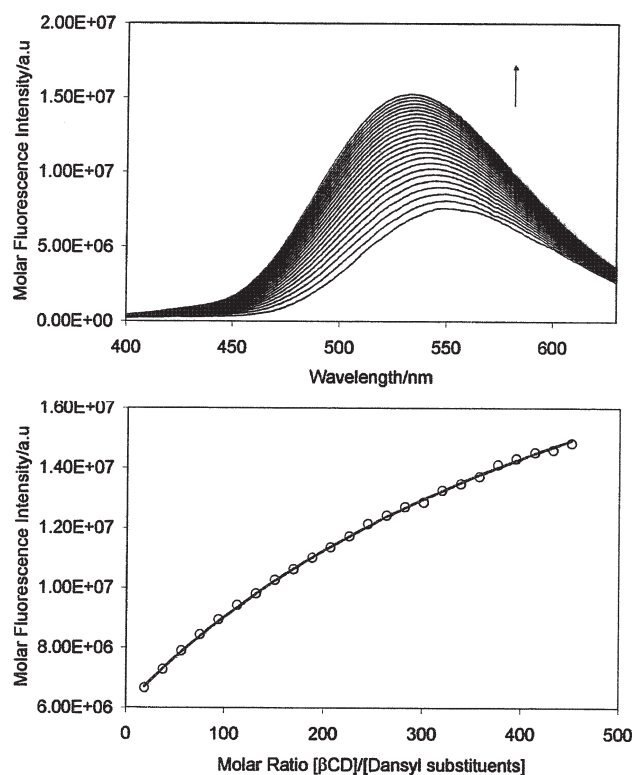 2.00E+07
1.50E+07
1.00E+07
5.00E+06
0.00E+00
Molar Fluorescence Intensity/a.u
400 450 500 550 600
Wavelength/nm
1.60E+07
1.40E+07
1.20E+07
1.00E+07
8.00E+06
6.00E+06
Molar Fluorescence Intensity/a.u
0 100 200 300 400 500
Molar Ratio [βCD]/[Dansyl substituents]